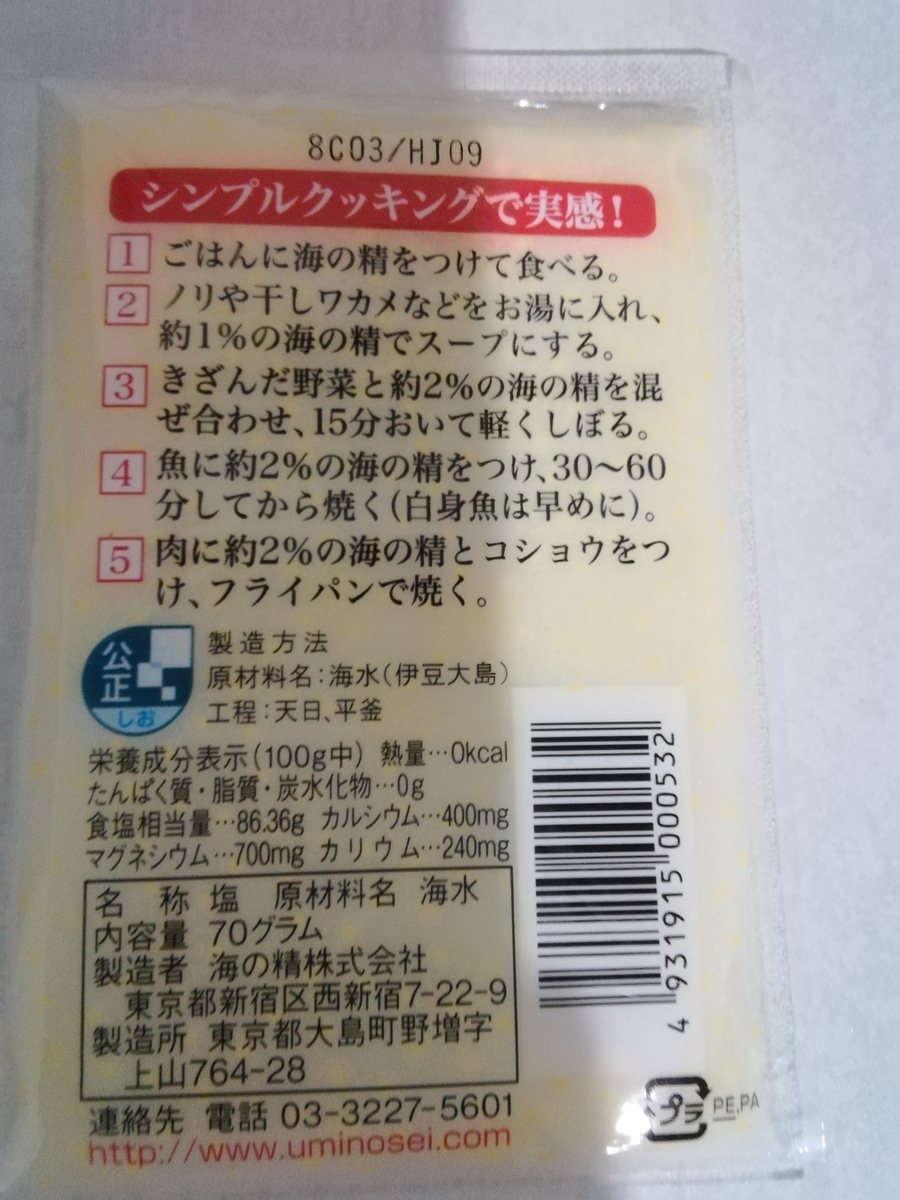 8C03/HJ09
シンプルクッキングで実感!
1 ごはんに海の精をつけて食べる。
2 ノリや干しワカメなどをお湯に入れ、
約1%の海の精でスープにする。
3 きざんだ野菜と約2%の海の精を混
ぜ合わせ、15分おいて軽くしぼる。
4 魚に約2%の海の精をつけ、30〜60
分してから焼く(白身魚は早めに)。
5 肉に約2%の海の精とコショウをつ
け、フライパンで焼く。
公正
しお
製造方法
原材料名:海水(伊豆大島)
工程:天日、平釜
栄養成分表示(100g中) 熱量…0kcal
たんぱく質・脂質・炭水化物…0g
食塩相当量…86.36g カルシウム…400mg
マグネシウム…700mg カリウム…240mg
名 称 塩 原材料名 海水
内容量 70グラム
製造者 海の精株式会社
東京都新宿区西新宿7-22-9
製造所 東京都大島町野増字
上山764-28
連絡先 電話 03-3227-5601
http://www.uminosei.com
4 931915 000532
プラ PE,PA